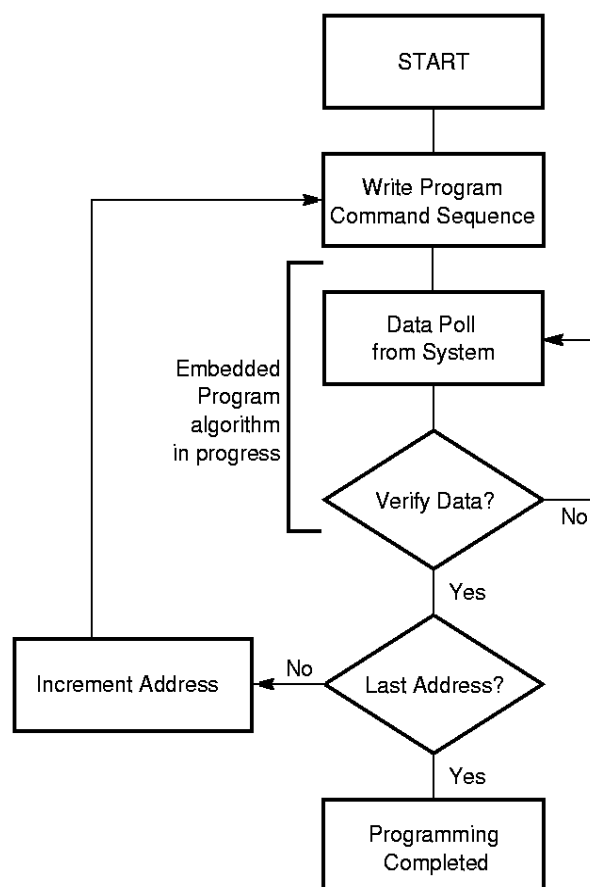 START
Write Program
Command Sequence
Data Poll
from System
Embedded
Program
algorithm
in progress
Verify Data?
No
Yes
Increment Address
No
Last Address?
Yes
Programming
Completed